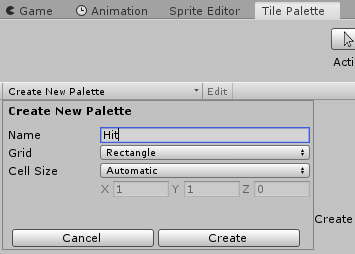 Game Animation Sprite Editor Tile Palette
Acti
Create New Palette Edit
Create New Palette
Name Hit
Grid Rectangle
Cell Size Automatic
X 1 Y 1 Z 0
Create
Cancel Create